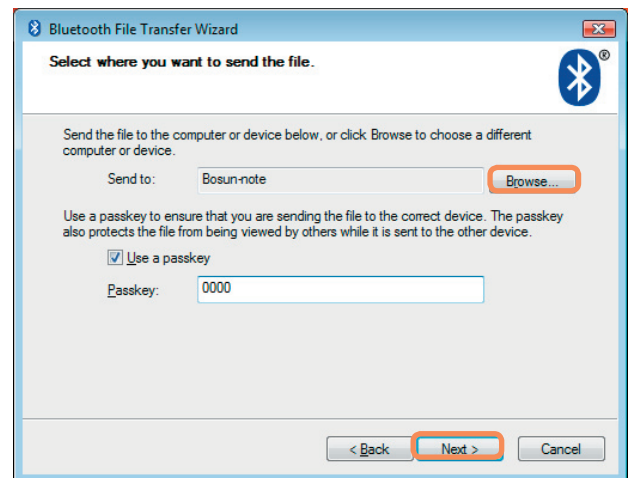 Bluetooth File Transfer Wizard
Select where you want to send the file.
®
Send the file to the computer or device below, or click Browse to choose a different
computer or device.
Send to: Bosun-note Browse...
Use a passkey to ensure that you are sending the file to the correct device. The passkey
also protects the file from being viewed by others while it is sent to the other device.
Use a passkey
Passkey: 0000
< Back Next > Cancel